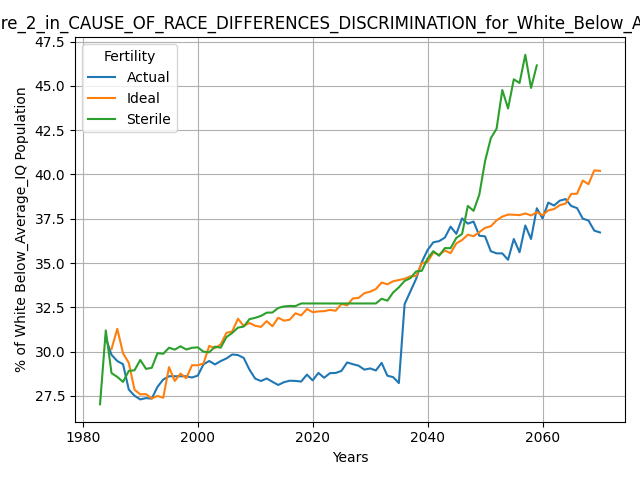 re_2_in_CAUSE_OF_RACE_DIFFERENCES_DISCRIMINATION_for_White_Below_A
% of White Below_Average_IQ Population
47.5
45.0
42.5
40.0
37.5
35.0
32.5
30.0
27.5
Fertility
Actual
Ideal
Sterile
1980
2000
2020
2040
2060
Years